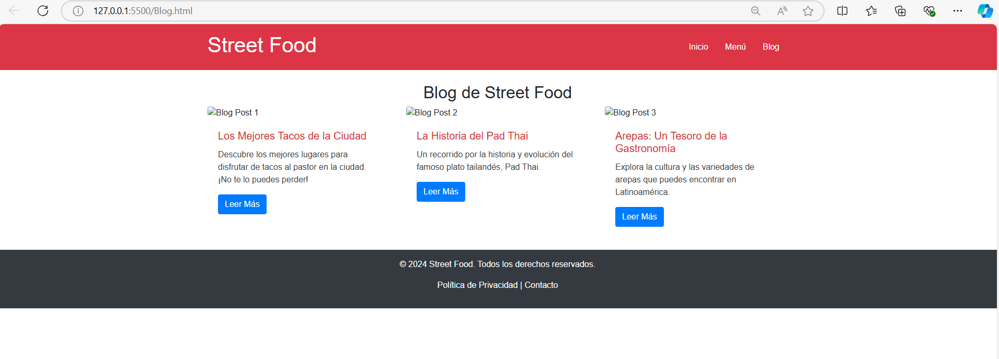 127.0.0.1:5500/Blog.html
Street Food
Inicio Menú Blog
Blog de Street Food
Blog Post 1
Los Mejores Tacos de la Ciudad
Descubre los mejores lugares para
disfrutar de tacos al pastor en la ciudad.
¡No te lo puedes perder!
Leer Más
Blog Post 2
La Historia del Pad Thai
Un recorrido por la historia y evolución del
famoso plato tailandés, Pad Thai.
Leer Más
Blog Post 3
Arepas: Un Tesoro de la
Gastronomía
Explora la cultura y las variedades de
arepas que puedes encontrar en
Latinoamérica.
Leer Más
© 2024 Street Food. Todos los derechos reservados.
Política de Privacidad | Contacto